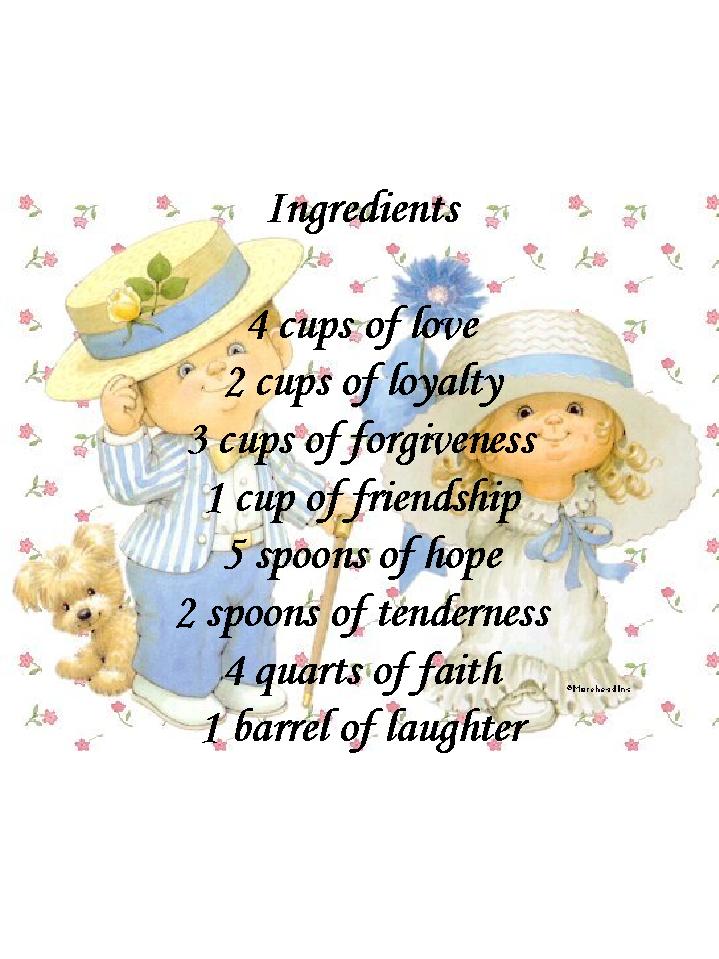 Ingredients
4 cups of love
2 cups of loyalty
3 cups of forgiveness
1 cup of friendship
5 spoons of hope
2 spoons of tenderness
4 quarts of faith
©Morehead Inc
1 barrel of laughter